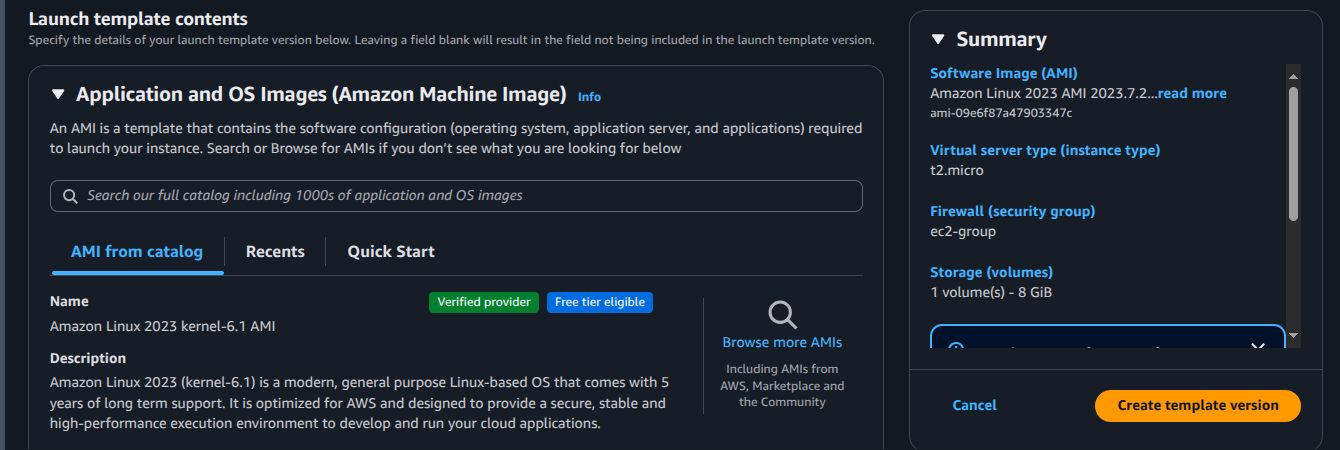 Launch template contents
Specify the details of your launch template version below. Leaving a field blank will result in the field not being included in the launch template version.
Application and OS Images (Amazon Machine Image) Info
An AMI is a template that contains the software configuration (operating system, application server, and applications) required
to launch your instance. Search or Browse for AMIs if you don't see what you are looking for below
Search our full catalog including 1000s of application and OS images
AMI from catalog
Recents
Quick Start
Name
Verified provider
Free tier eligible
Amazon Linux 2023 kernel-6.1 AMI
Description
Amazon Linux 2023 (kernel-6.1) is a modern, general purpose Linux-based OS that comes with 5
years of long term support. It is optimized for AWS and designed to provide a secure, stable and
high-performance execution environment to develop and run your cloud applications.
Browse more AMIs
Including AMIs from
AWS, Marketplace and
the Community
Summary
Software Image (AMI)
Amazon Linux 2023 AMI 2023.7.2...read more
ami-09e6f87a47903347c
Virtual server type (instance type)
t2.micro
Firewall (security group)
ec2-group
Storage (volumes)
1 volume(s) - 8 GiB
Cancel
Create template version